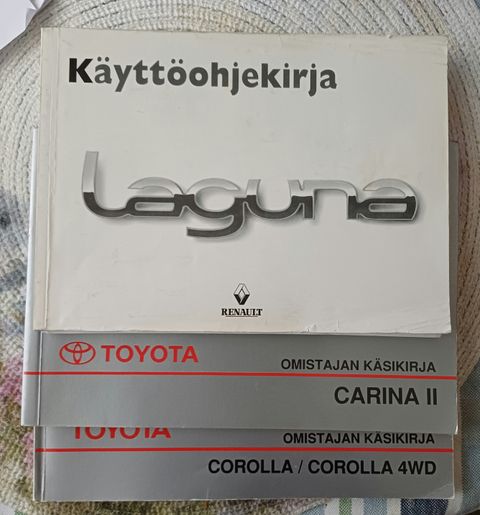 Käyttöohjekirja
Laguna
RENAULT
TOYOTA
OMISTAJAN KÄSIKIRJA
CARINA II
TOYOTA
OMISTAJAN KÄSIKIRJA
COROLLA / COROLLA 4WD